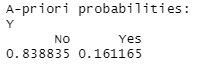 A-priori probabilities:
Y
No Yes
0.838835 0.161165